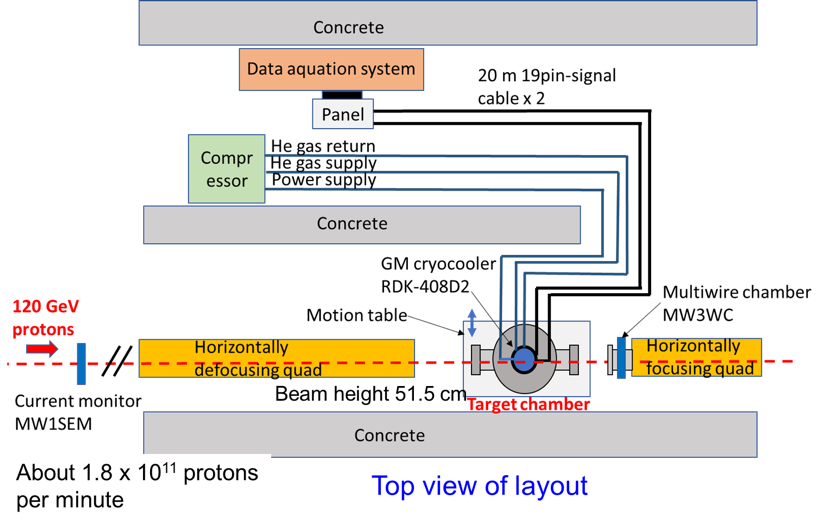 Concrete
Data aquation system
20 m 19pin-signal
cable x 2
Panel
He gas return
He gas supply
Power supply
Compr
essor
Concrete
GM cryocooler
RDK-408D2
Multiwire chamber
MW3WC
120 GeV
protons
Motion table
Horizontally
defocusing quad
Horizontally
focusing quad
Beam height 51.5 cm
Target chamber
Current monitor
MW1SEM
Concrete
About 1.8 x 10¹¹ protons
per minute
Top view of layout